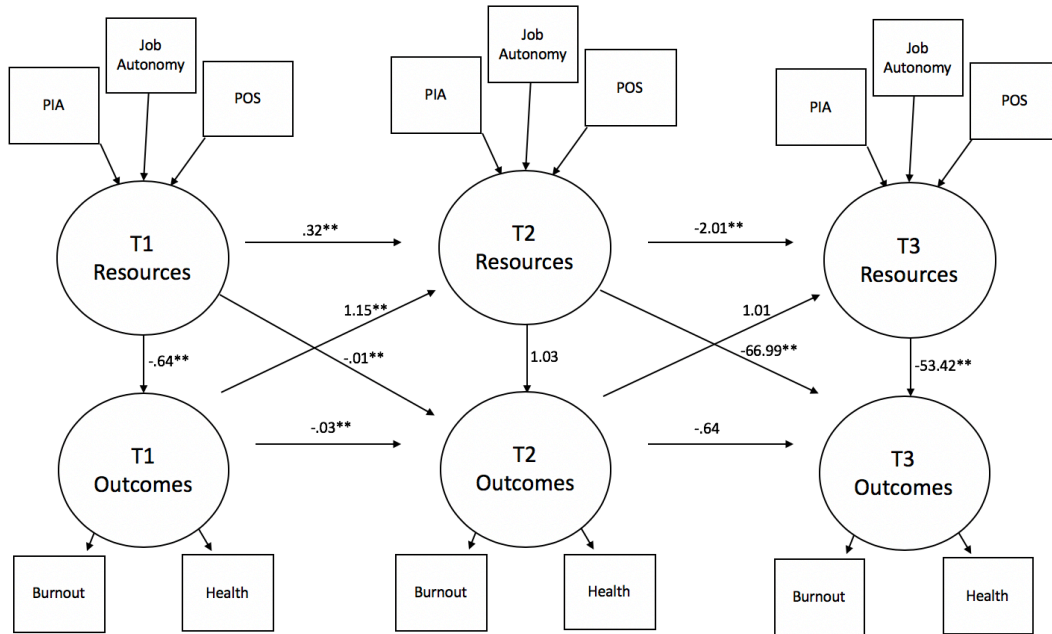 Job
Autonomy
PIA
POS
Job
Autonomy
PIA
POS
Job
Autonomy
PIA
POS
T1
Resources
.32**
T2
Resources
-2.01**
T3
Resources
1.15**
-.01**
-.64**
1.03
1.01
-66.99**
-53.42**
T1
Outcomes
-.03**
T2
Outcomes
-.64
T3
Outcomes
Burnout
Health
Burnout
Health
Burnout
Health